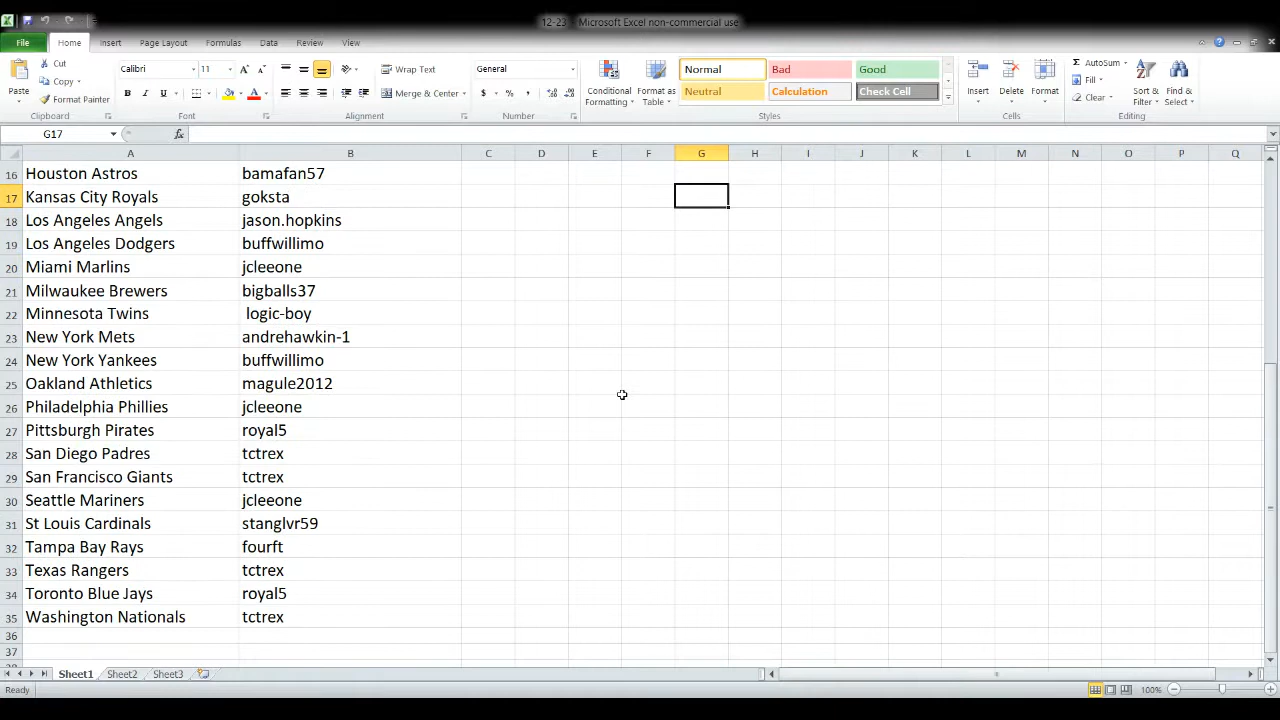 12-23 - Microsoft Excel non-commercial use
File Home Insert Page Layout Formulas Data Review View
Cut
Copy
Format Painter
Paste
Clipboard
Calibri 11
B I U
Font
Wrap Text
Merge & Center
Alignment
General
$ % ,
Number
Conditional Formatting
Format as Table
Normal Bad Good
Neutral Calculation Check Cell
Styles
Insert Delete Format
Cells
Σ AutoSum
Fill
Clear
Sort & Filter
Find & Select
Editing
G17 fx
A B C D E F G H I J K L M N O P Q
16 Houston Astros bamafan57
17 Kansas City Royals goksta
18 Los Angeles Angels jason.hopkins
19 Los Angeles Dodgers buffwillimo
20 Miami Marlins jcleeone
21 Milwaukee Brewers bigballs37
22 Minnesota Twins logic-boy
23 New York Mets andrehawkin-1
24 New York Yankees buffwillimo
25 Oakland Athletics magule2012
26 Philadelphia Phillies jcleeone
27 Pittsburgh Pirates royal5
28 San Diego Padres tctrex
29 San Francisco Giants tctrex
30 Seattle Mariners jcleeone
31 St Louis Cardinals stanglvr59
32 Tampa Bay Rays fourft
33 Texas Rangers tctrex
34 Toronto Blue Jays royal5
35 Washington Nationals tctrex
36
37
Sheet1 Sheet2 Sheet3
Ready 100%